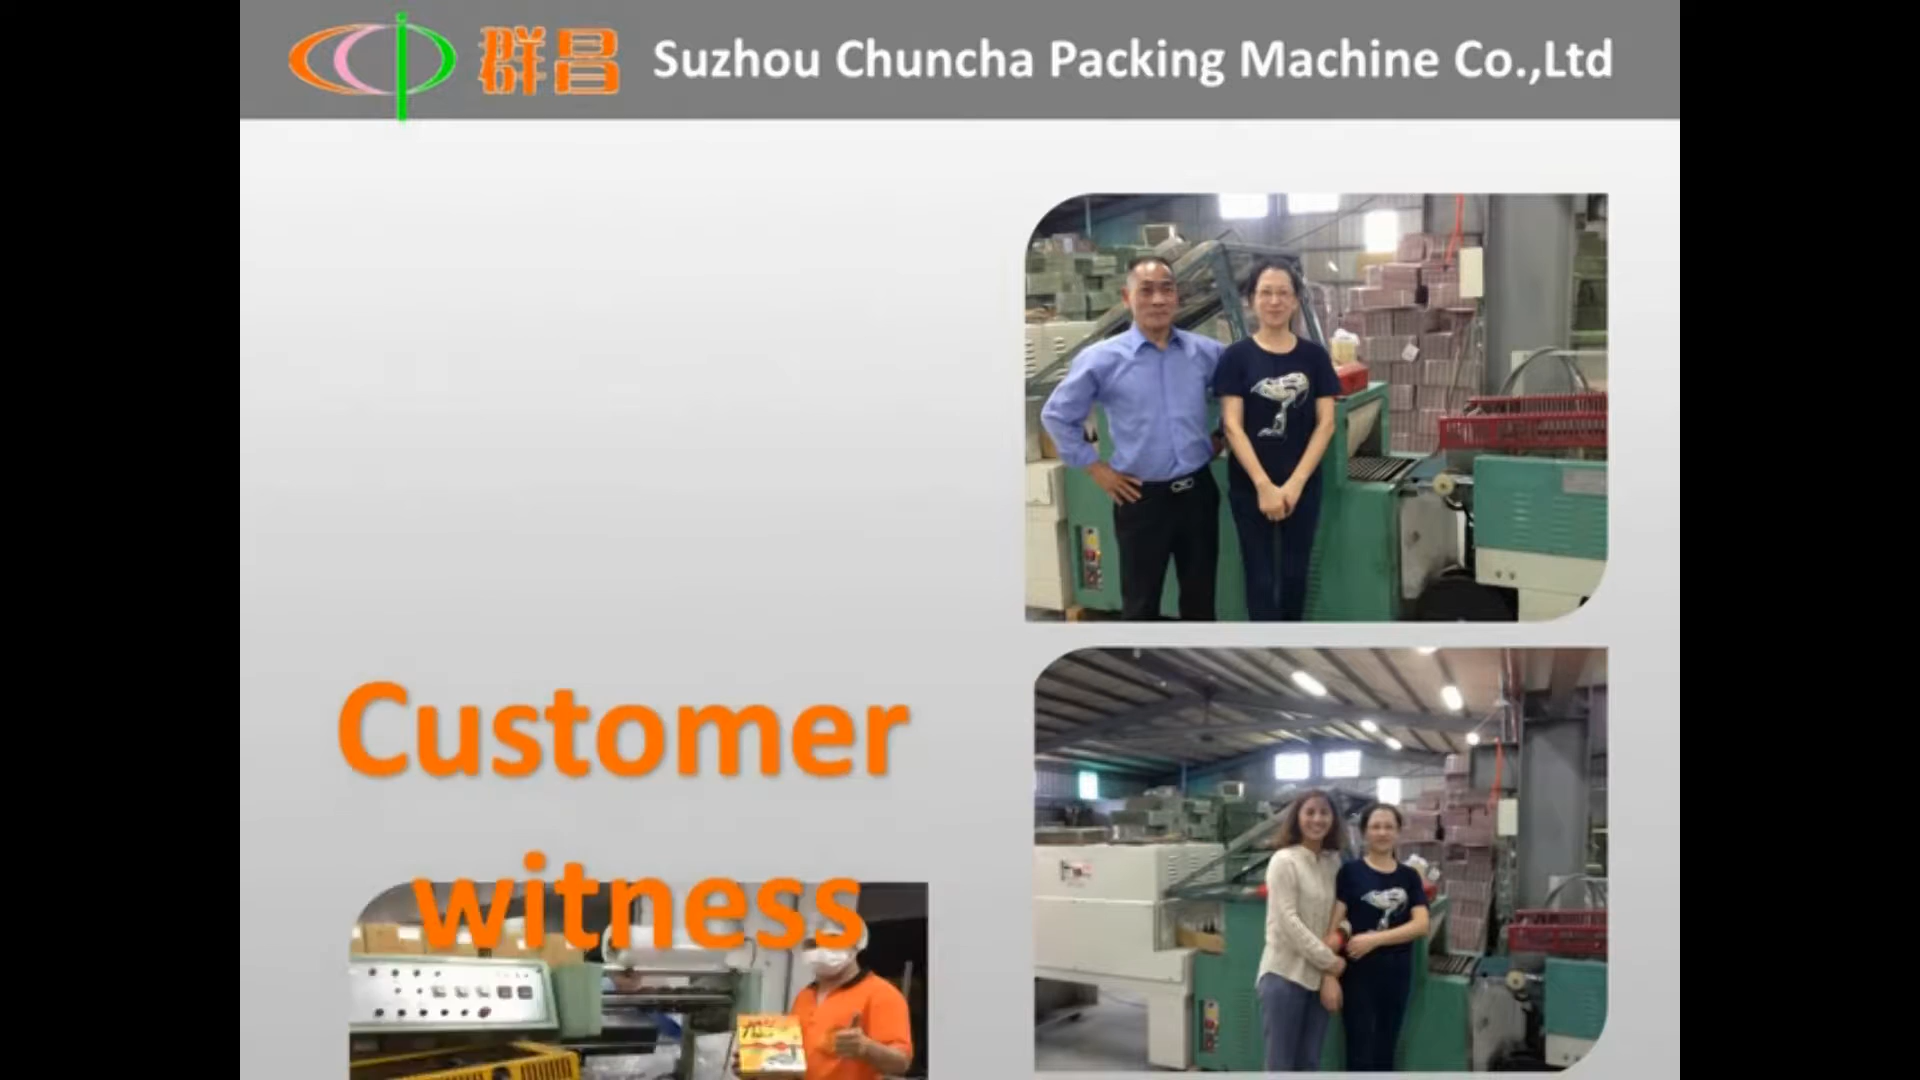 群昌 Suzhou Chuncha Packing Machine Co.,Ltd
Customer
witness